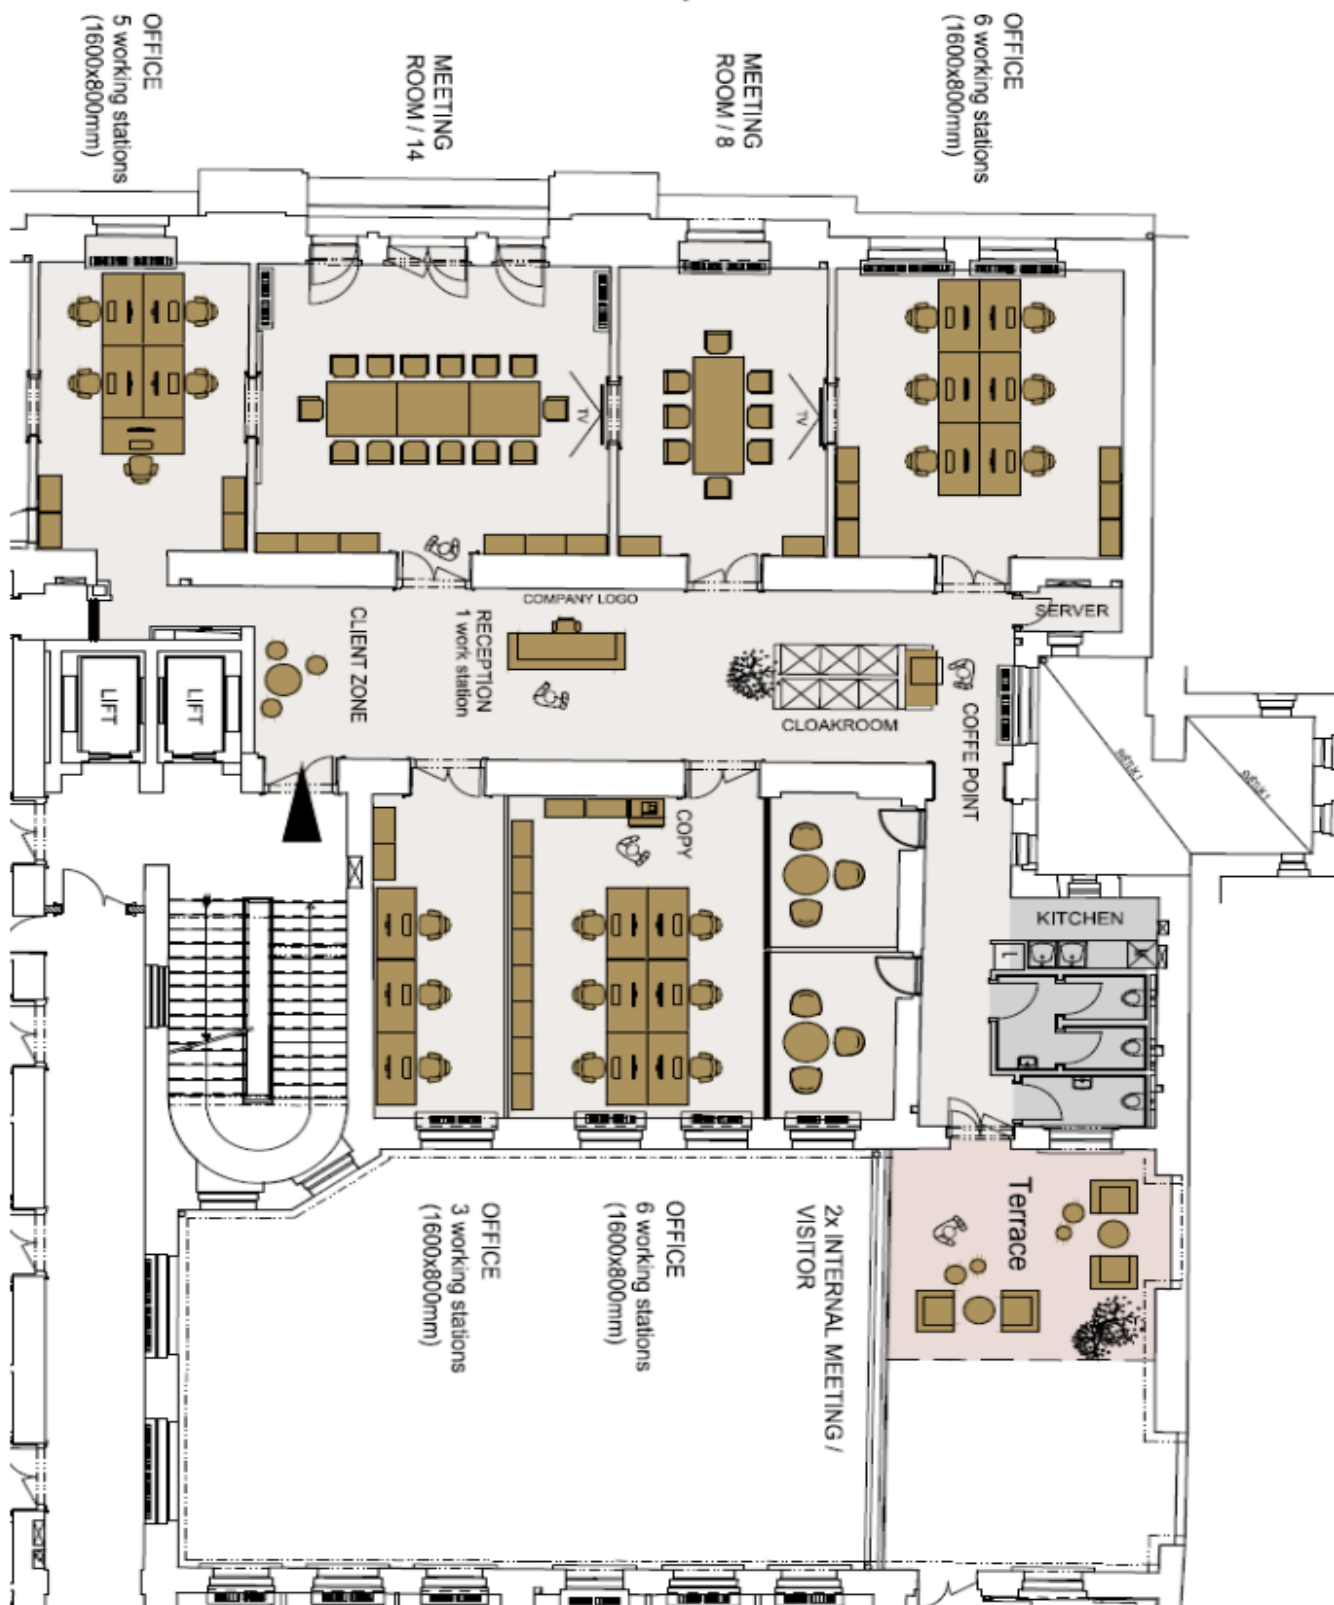 OFFICE
5 working stations
(1600x800mm)
MEETING
ROOM / 14
MEETING
ROOM / 8
OFFICE
6 working stations
(1600x800mm)
TV
TV
COMPANY LOGO
SERVER
CLIENT ZONE
RECEPTION
1 work station
LIFT
LIFT
CLOAKROOM
COFFE POINT
COPY
KITCHEN
L
OFFICE
3 working stations
(1600x800mm)
OFFICE
6 working stations
(1600x800mm)
2x INTERNAL MEETING /
VISITOR
Terrace